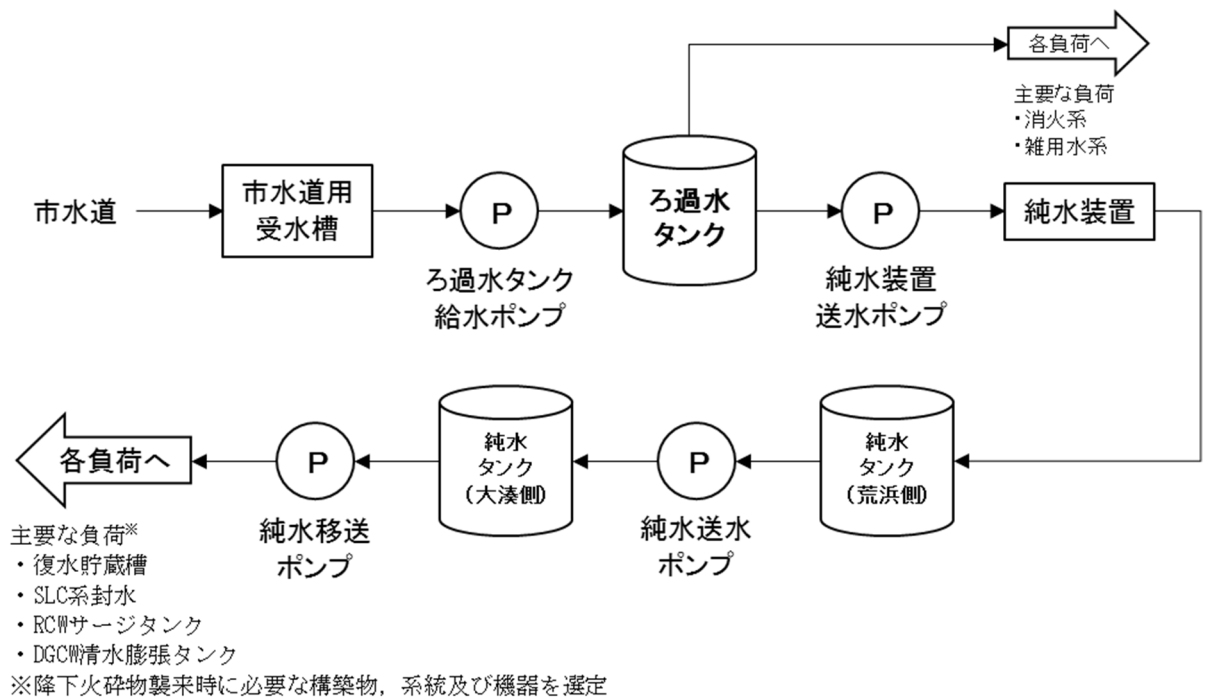 各負荷へ
主要な負荷
・消火系
・雑用水系
市水道
市水道用
受水槽
P
ろ過水タンク
給水ポンプ
ろ過水
タンク
P
純水装置
送水ポンプ
純水装置
各負荷へ
P
純水移送
ポンプ
純水
タンク
(大湊側)
P
純水送水
ポンプ
純水
タンク
(荒浜側)
主要な負荷※
・復水貯蔵槽
・SLC系封水
・RCWサージタンク
・DGCW清水膨張タンク
※降下火砕物襲来時に必要な構築物，系統及び機器を選定